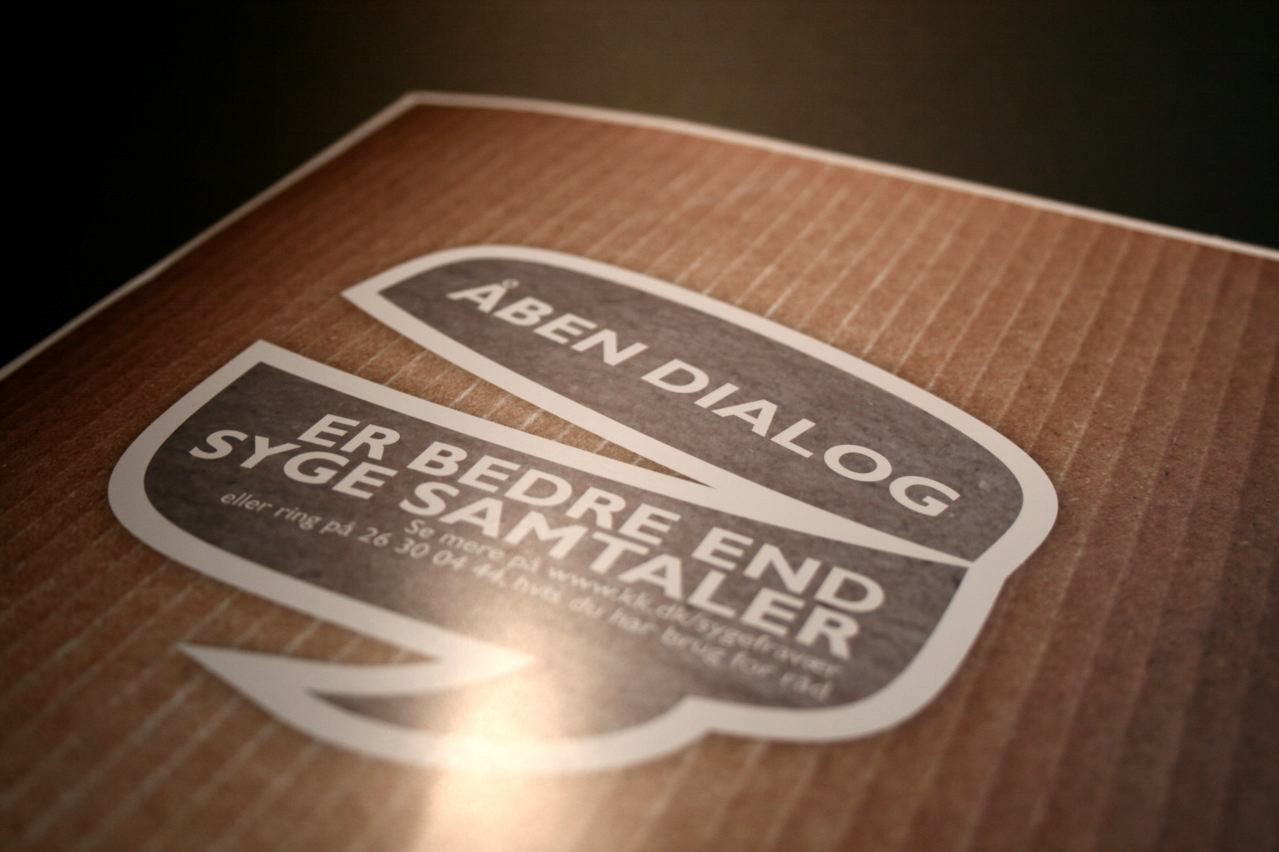 ÅBEN DIALOG
ER BEDRE END
SYGE SAMTALER
Se mere på www.kk.dk/sygefravær
eller ring på 26 30 04 44, hvis du har brug for råd.